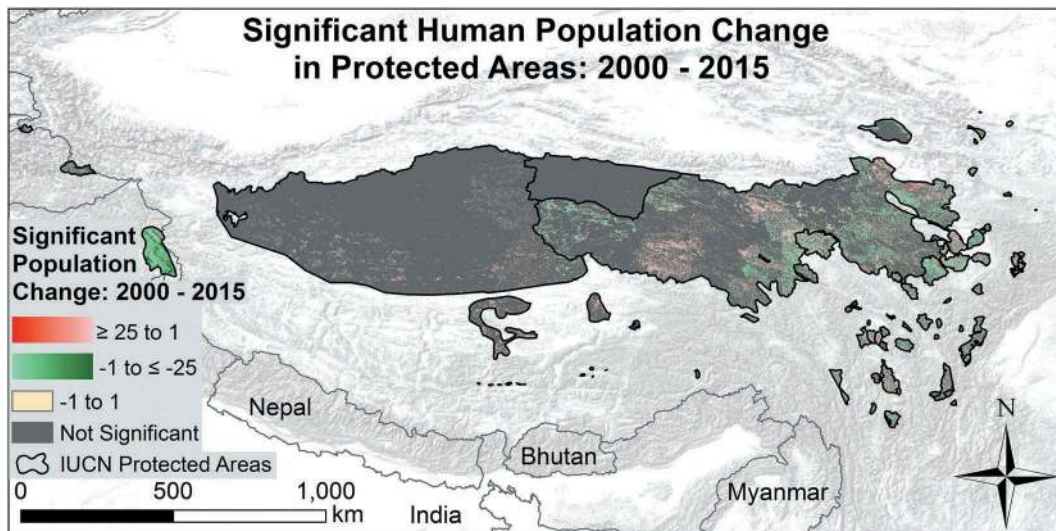 Significant Human Population Change
in Protected Areas: 2000 - 2015
Significant
Population
Change: 2000 - 2015
≥ 25 to 1
-1 to ≤ -25
-1 to 1
Not Significant
IUCN Protected Areas
0 500 1,000
km
Nepal
Bhutan
India
Myanmar
N